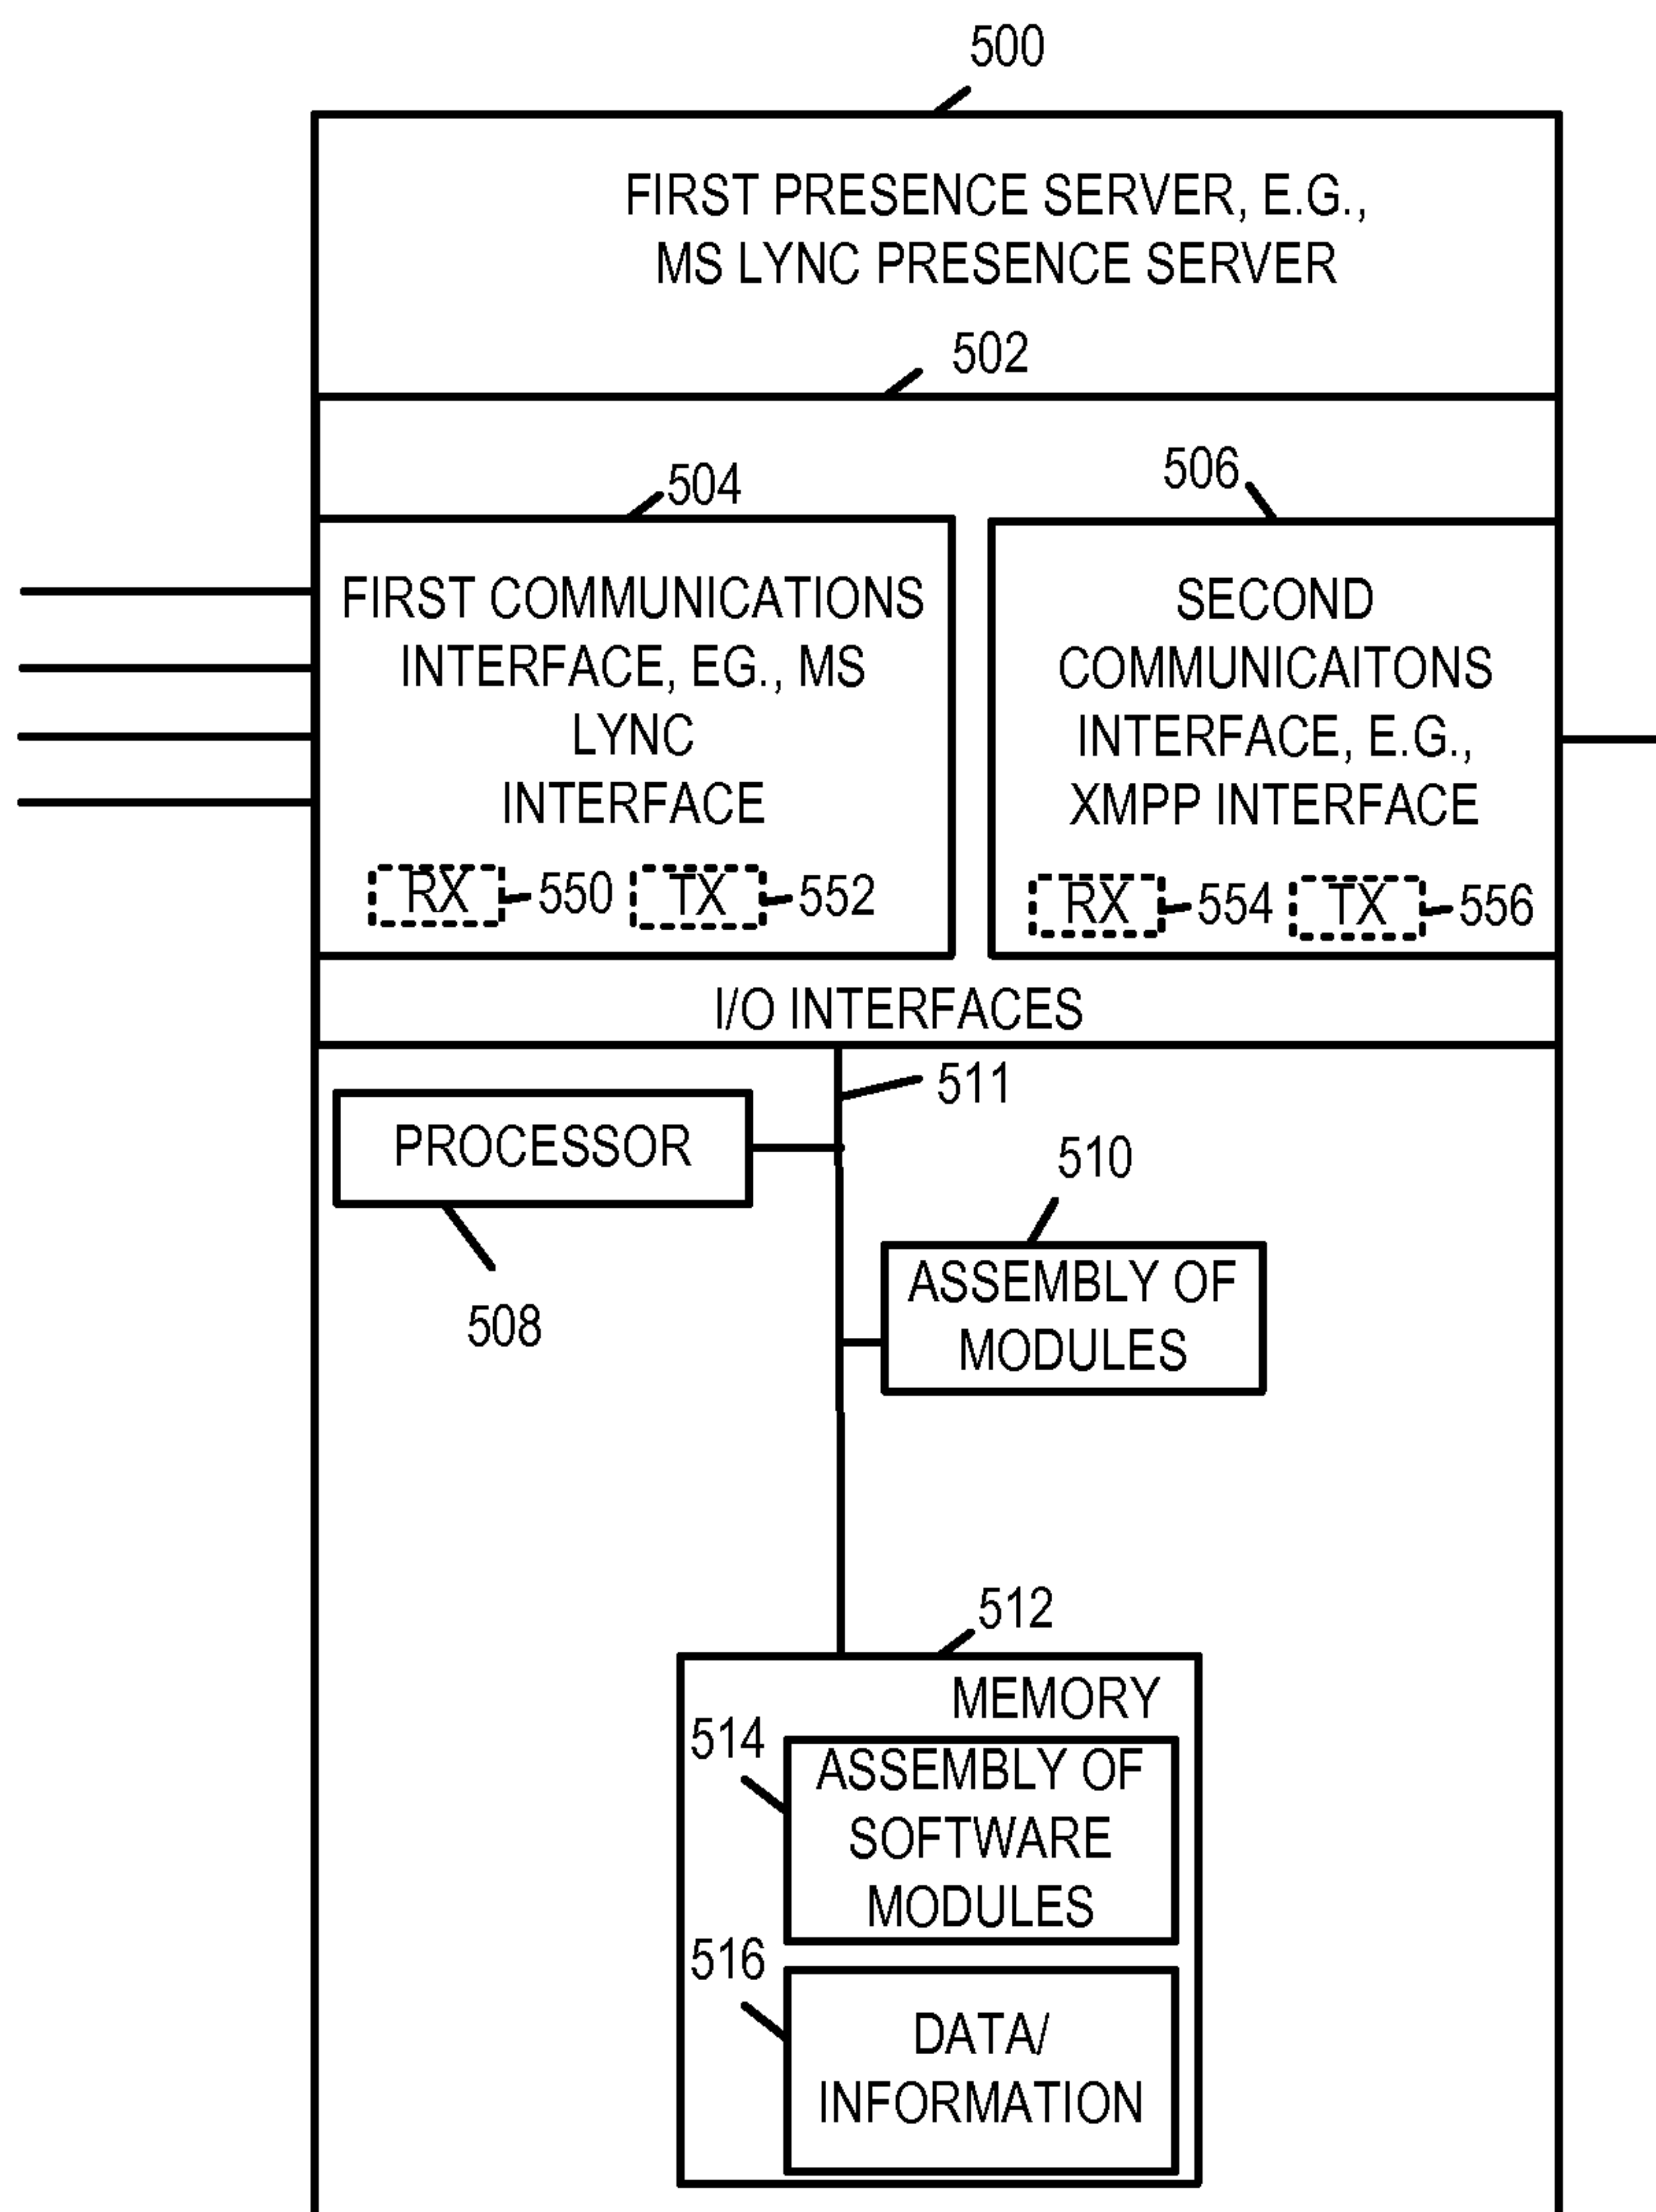 500
FIRST PRESENCE SERVER, E.G.,
MS LYNC PRESENCE SERVER
502
504
506
FIRST COMMUNICATIONS
INTERFACE, EG., MS
LYNC
INTERFACE
RX 550 TX 552
SECOND
COMMUNICAITONS
INTERFACE, E.G.,
XMPP INTERFACE
RX 554 TX 556
I/O INTERFACES
511
PROCESSOR
508
510
ASSEMBLY OF
MODULES
512
MEMORY
514
ASSEMBLY OF
SOFTWARE
MODULES
516
DATA/
INFORMATION